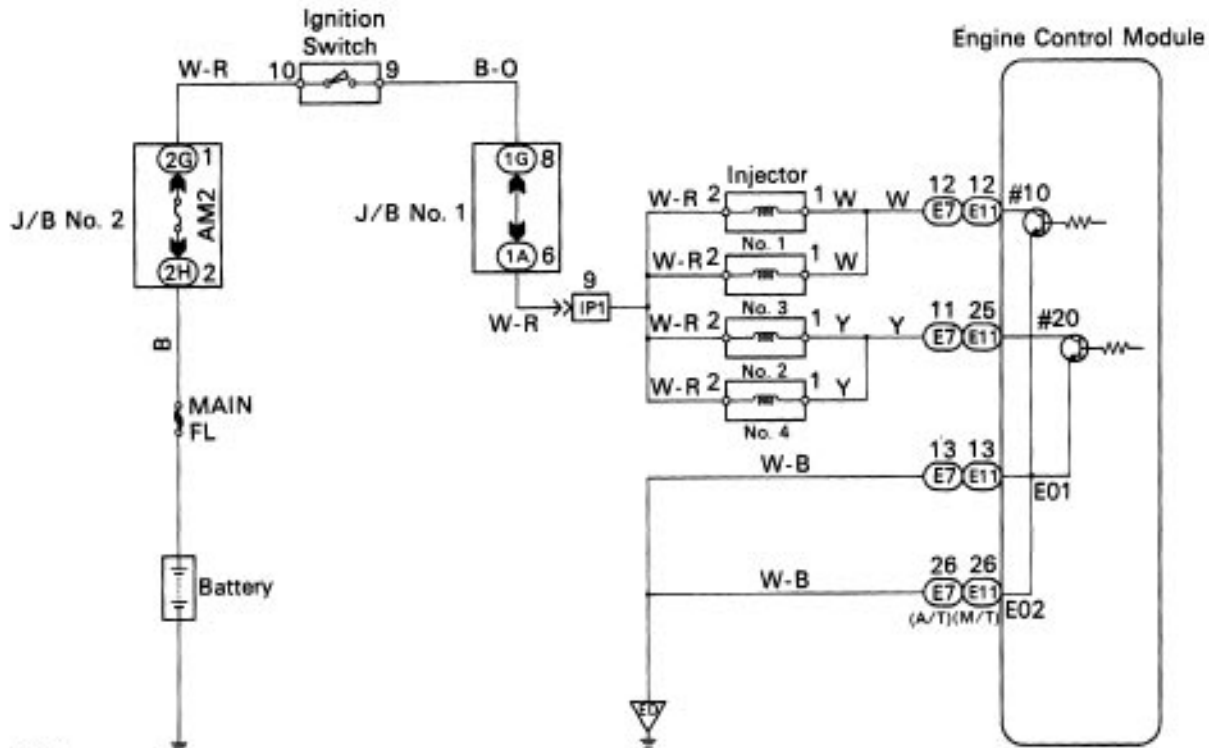 Ignition
Switch
Engine Control Module
W-R 10 9 B-O
2G 1
AM2
J/B No. 2
2H 2
1G 8
J/B No. 1
1A 6
B
W-R
9
IP1
MAIN
FL
Battery
Injector
W-R 2 1 W W 12 12 #10
E7 E11
No. 1
W-R 2 1 W
No. 3
W-R 2 1 Y Y 11 25 #20
E7 E11
No. 2
W-R 2 1 Y
No. 4
W-B 13 13
E7 E11
E01
W-B 26 26
E7 E11
E02
(A/T)(M/T)
ED